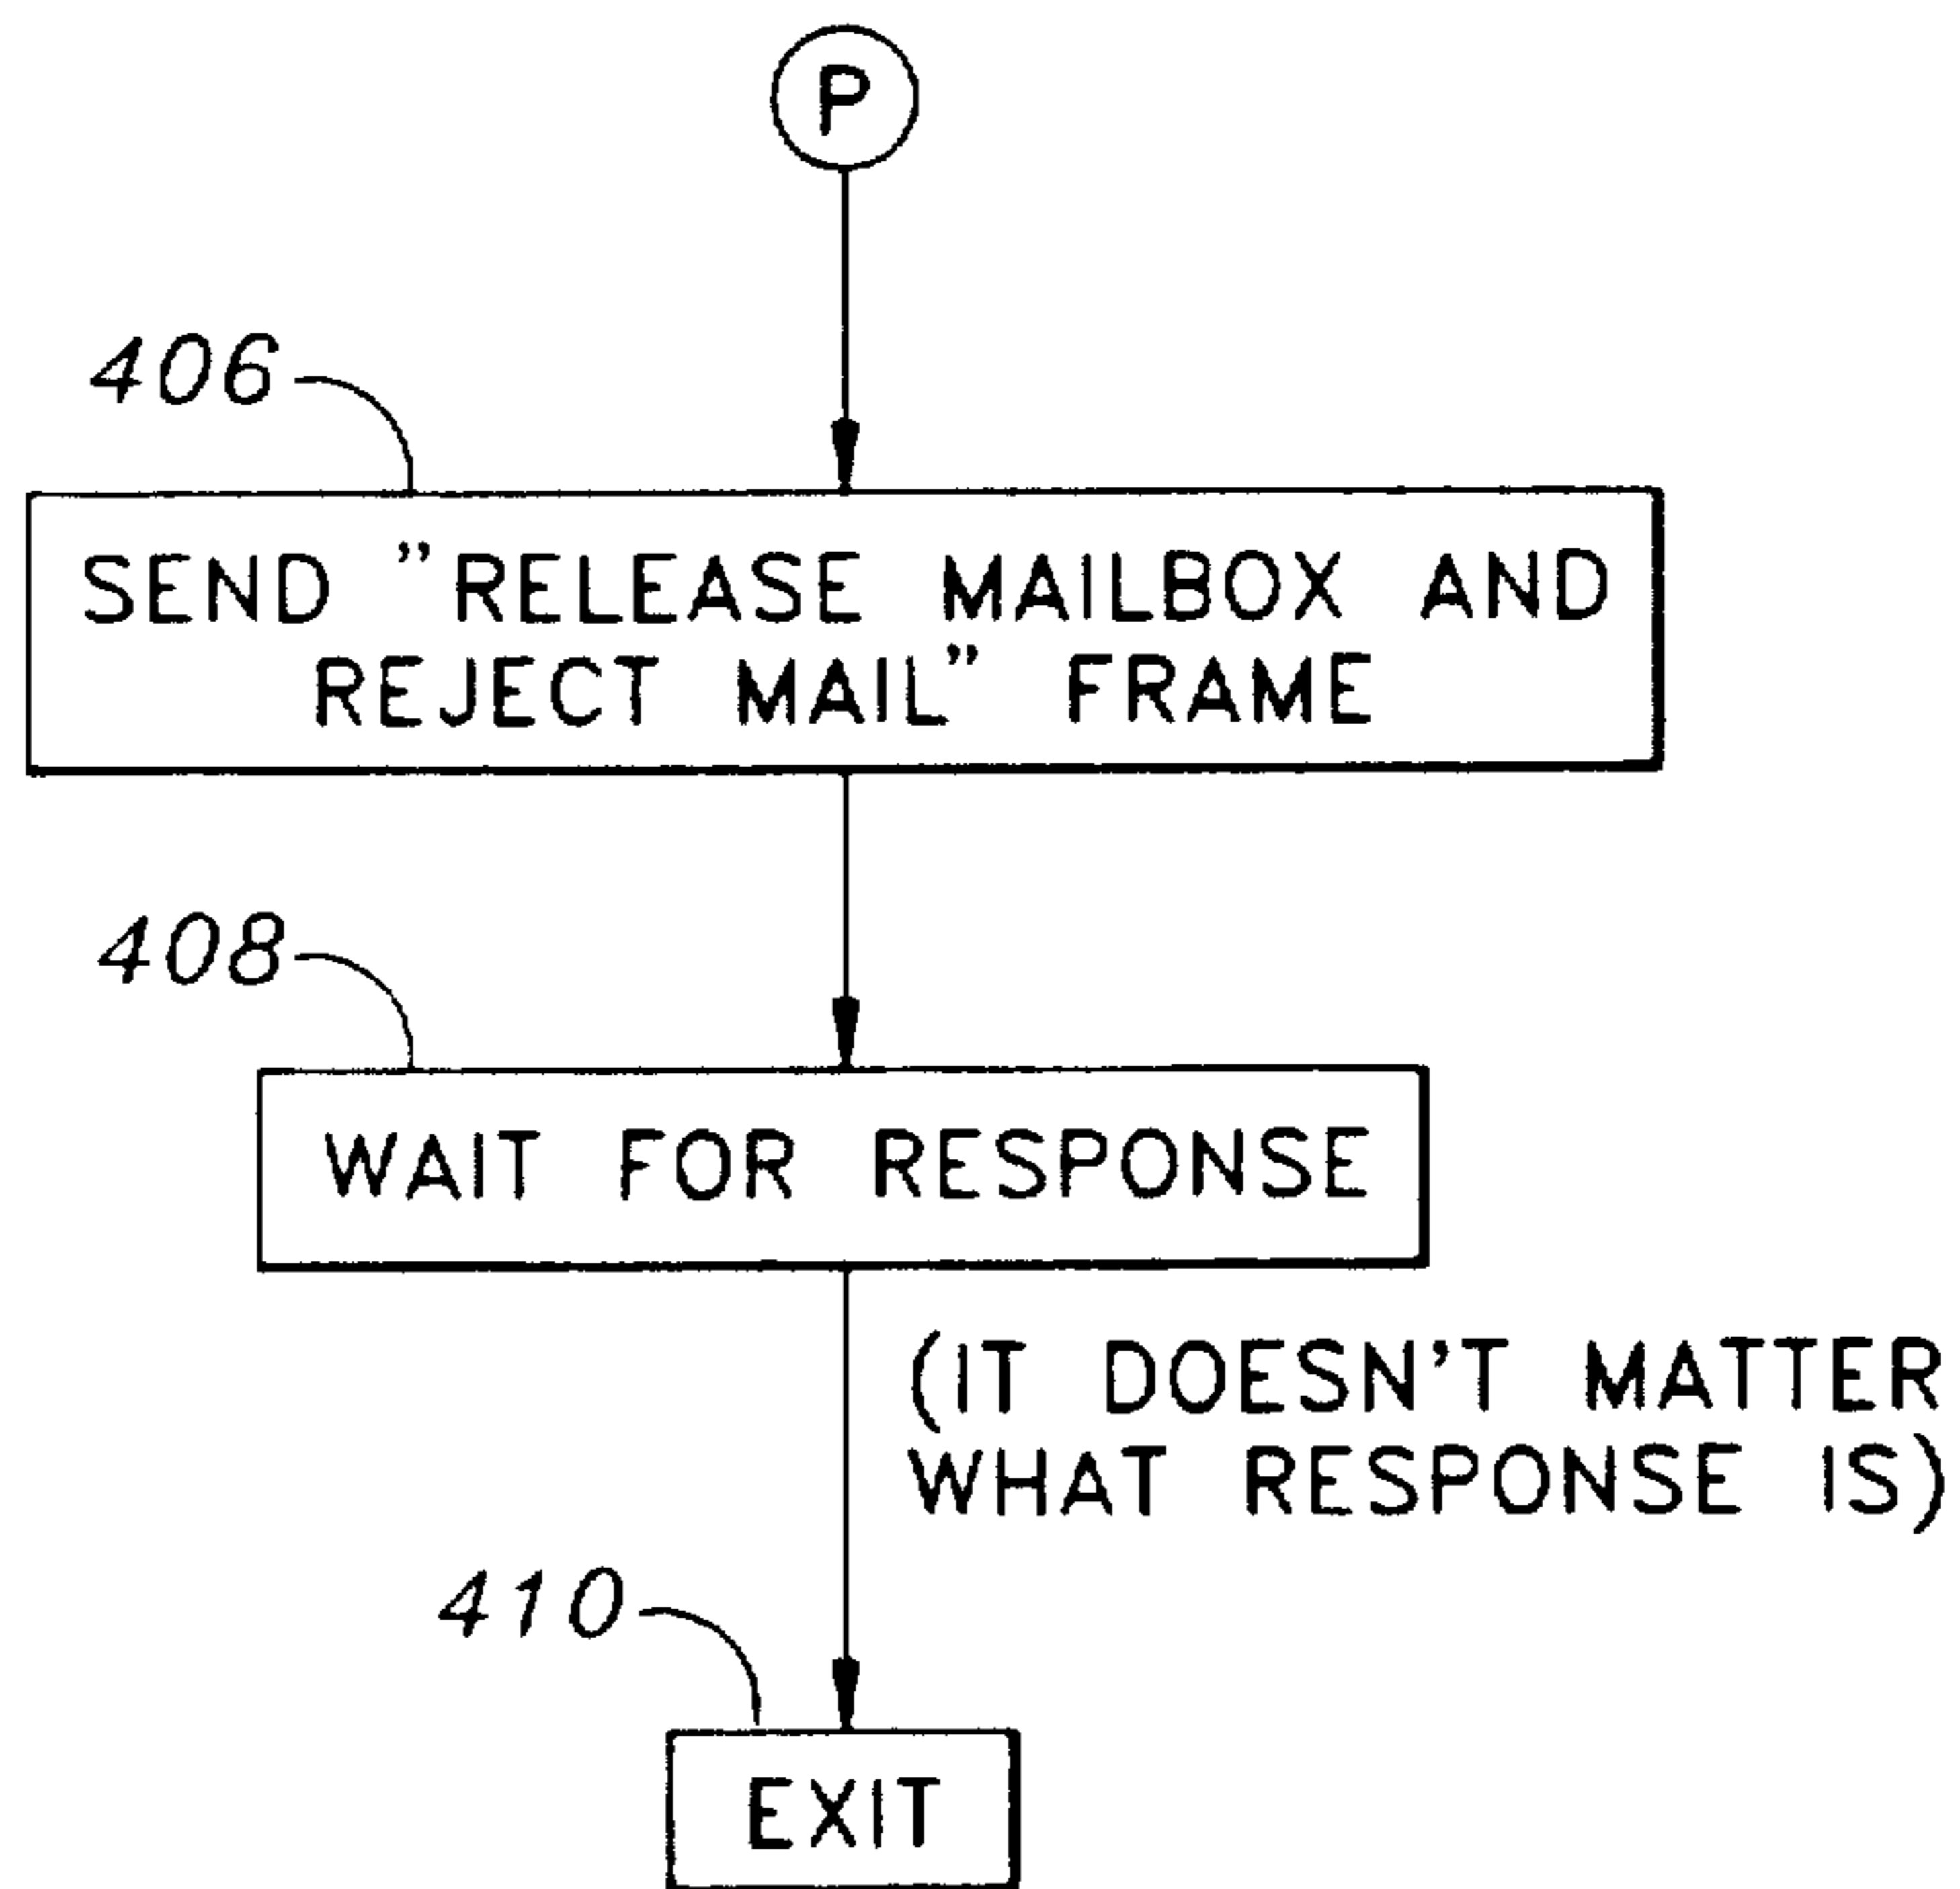 P
406
SEND "RELEASE MAILBOX AND
REJECT MAIL" FRAME
408
WAIT FOR RESPONSE
(IT DOESN'T MATTER
WHAT RESPONSE IS)
410
EXIT